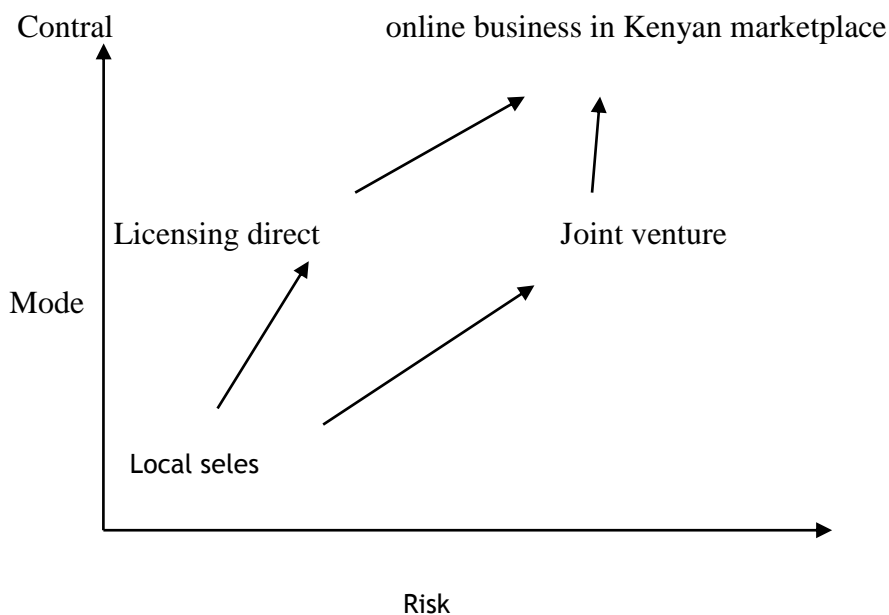 Contral online business in Kenyan marketplace
Licensing direct Joint venture
Mode
Local seles
Risk